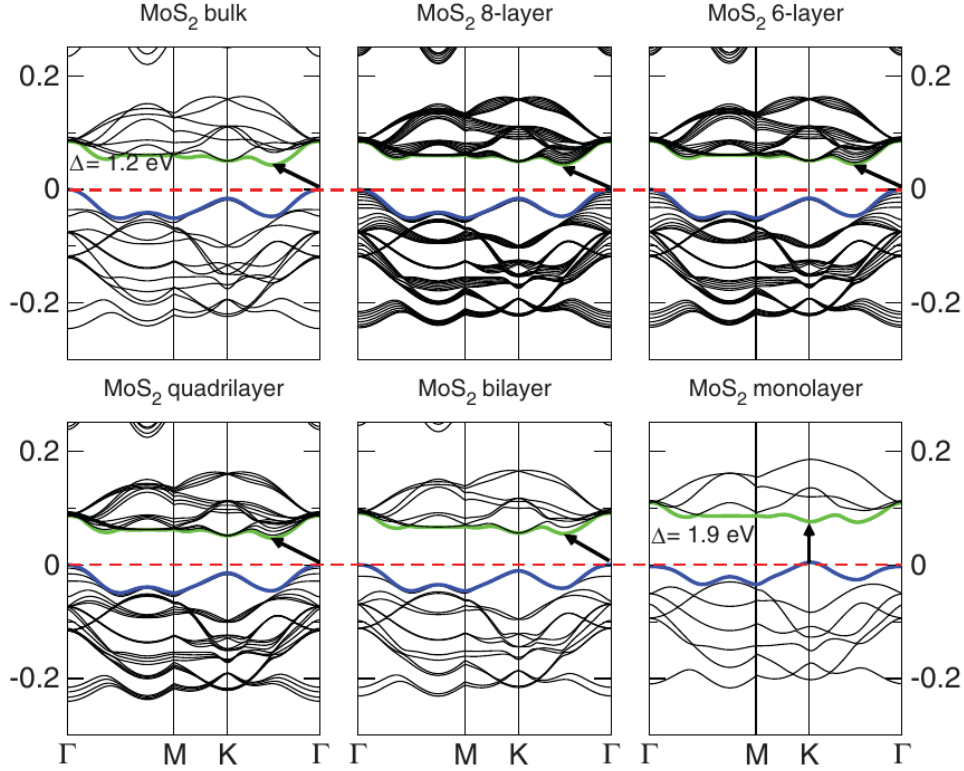 MoS₂ bulk MoS₂ 8-layer MoS₂ 6-layer
0.2 0.2
Δ= 1.2 eV
0 0
-0.2 -0.2
MoS₂ quadrilayer MoS₂ bilayer MoS₂ monolayer
0.2 0.2
Δ= 1.9 eV
0 0
-0.2 -0.2
Γ M K Γ Γ M K Γ Γ M K Γ